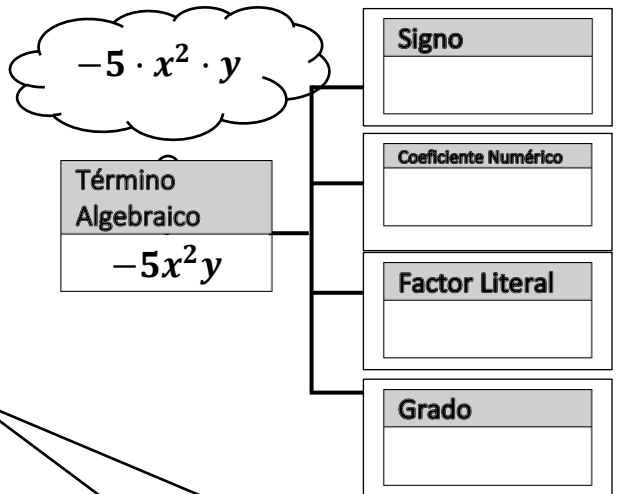 −5 · x² · y
Término
Algebraico
−5x²y
Signo
Coeficiente Numérico
Factor Literal
Grado